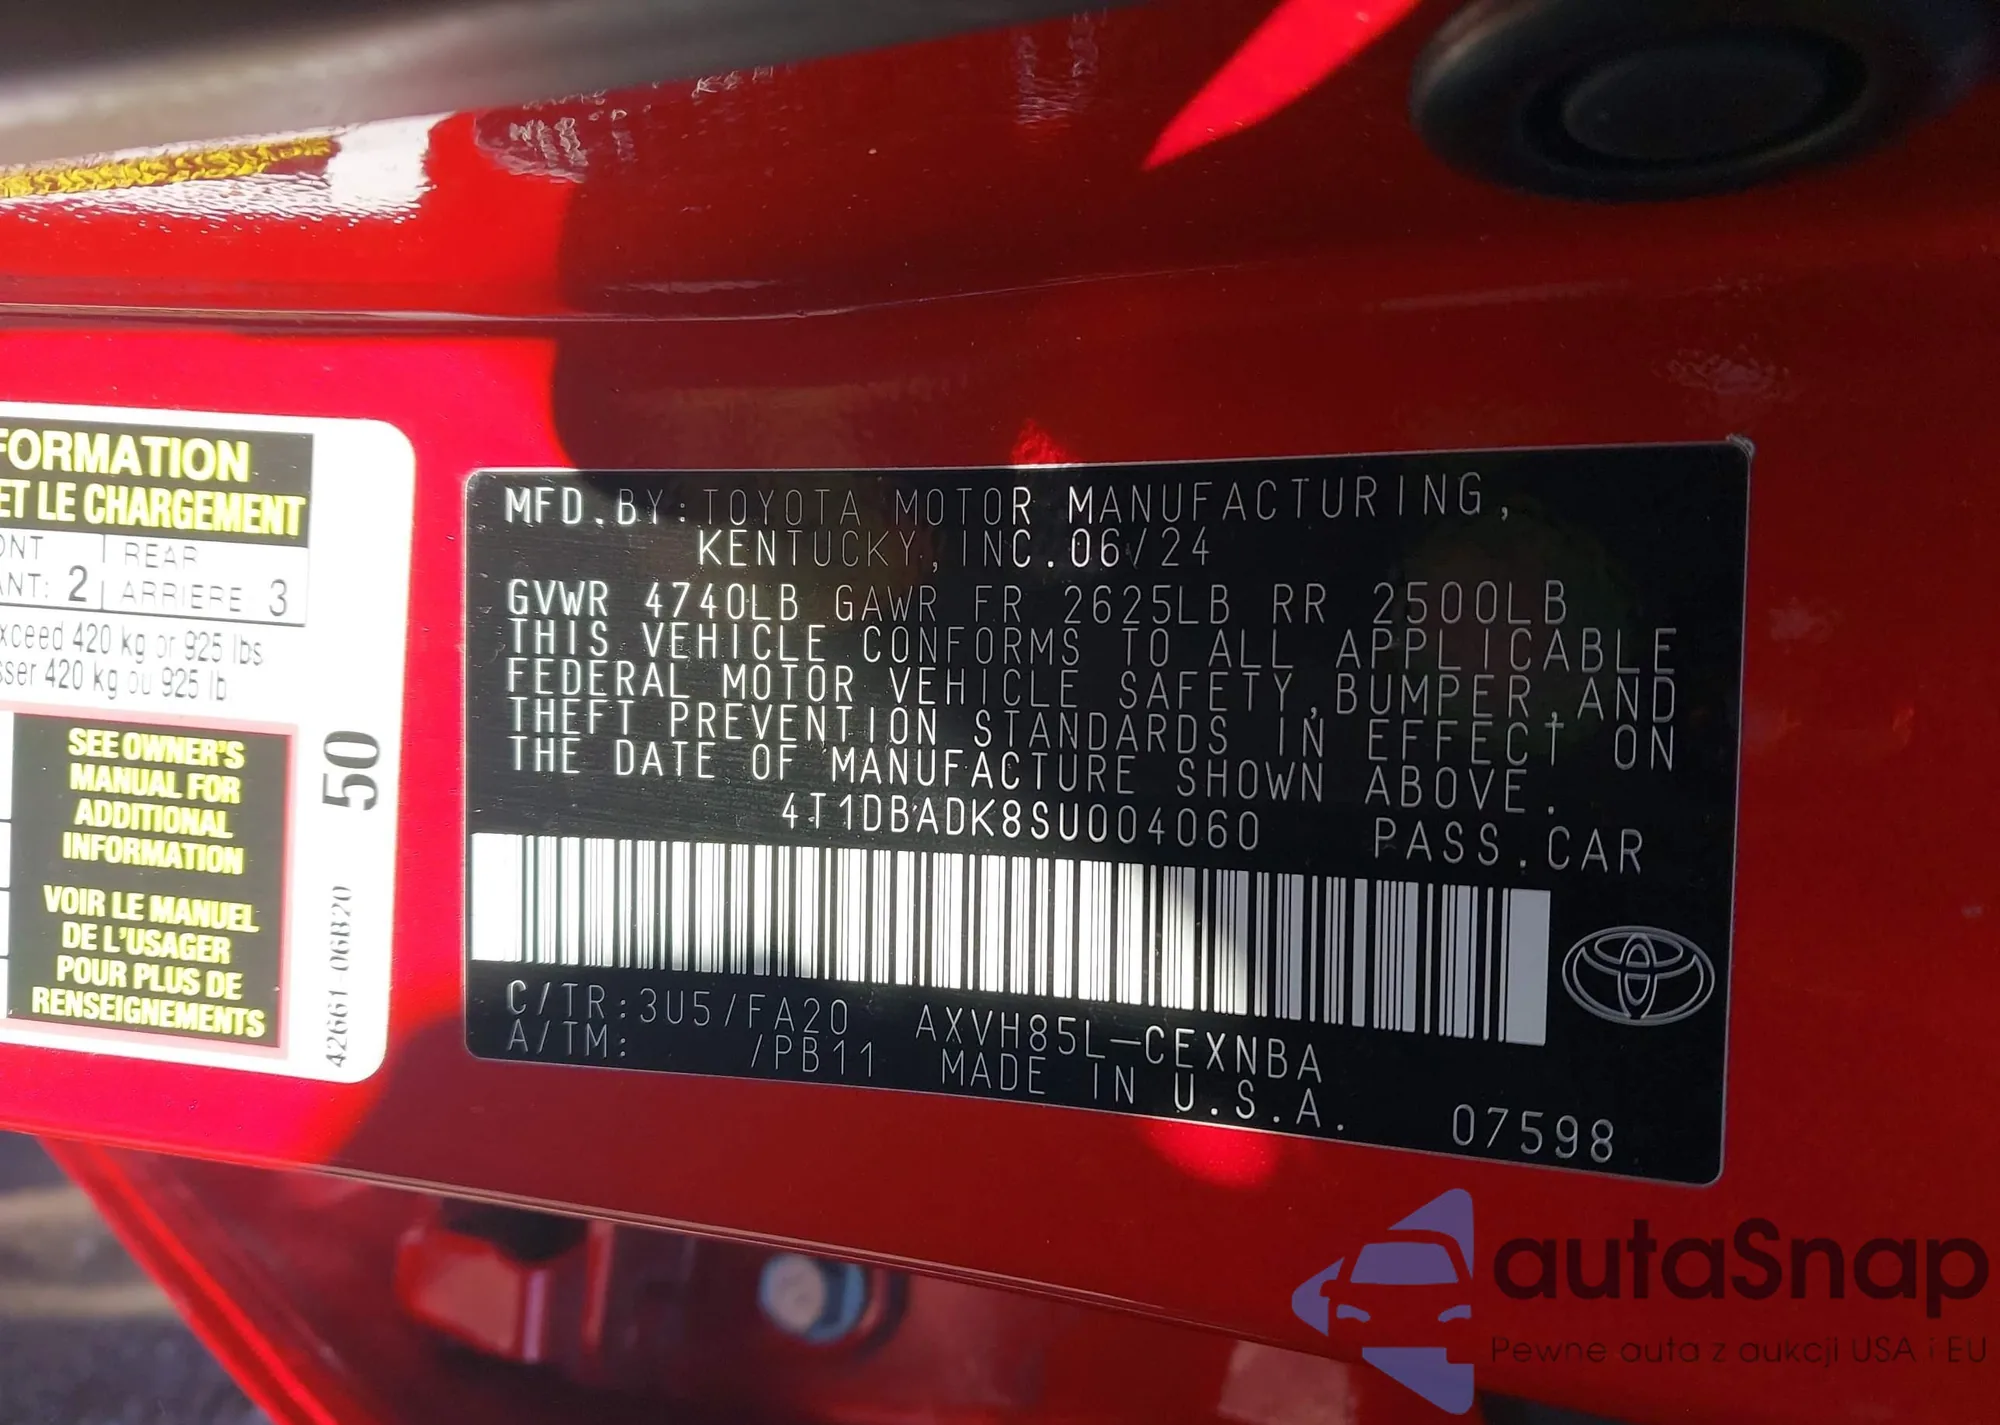 FORMATION
ET LE CHARGEMENT
ONT | REAR
ANT: 2 | ARRIERE 3
xceed 420 kg or 925 lbs
sser 420 kg ou 925 lb
SEE OWNER'S
MANUAL FOR
ADDITIONAL
INFORMATION
VOIR LE MANUEL
DE L'USAGER
POUR PLUS DE
RENSEIGNEMENTS
50
42661-06B20
MFD.BY:TOYOTA MOTOR MANUFACTURING,
KENTUCKY,INC.06/24
GVWR 4740LB GAWR FR 2625LB RR 2500LB
THIS VEHICLE CONFORMS TO ALL APPLICABLE
FEDERAL MOTOR VEHICLE SAFETY,BUMPER,AND
THEFT PREVENTION STANDARDS IN EFFECT ON
THE DATE OF MANUFACTURE SHOWN ABOVE.
4T1DBADK8SU004060 PASS.CAR
C/TR:3U5/FA20 AXVH85L-CEXNBA
A/TM: /PB11 MADE IN U.S.A.
07598
autaSnap
Pewne auta z aukcji USA i EU